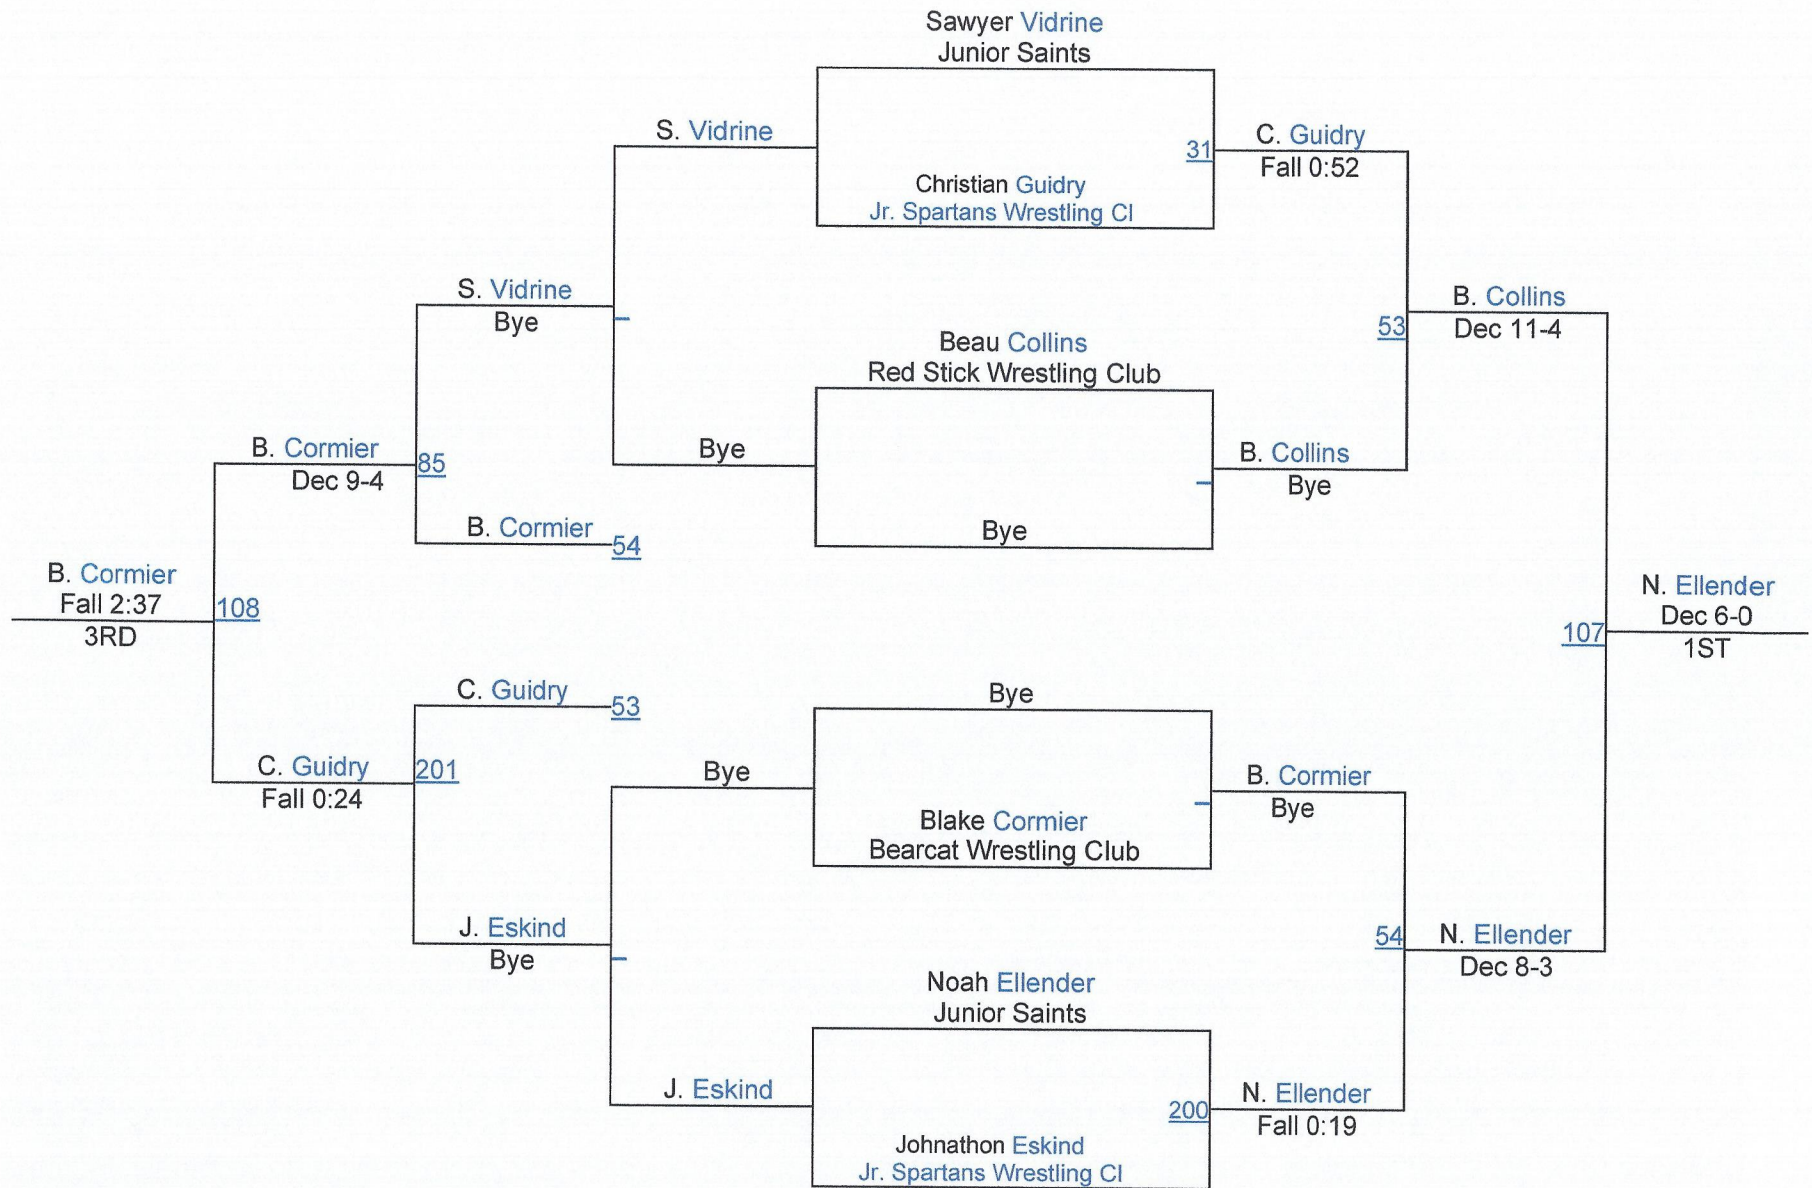 Sawyer Vidrine
Junior Saints
S. Vidrine
31
C. Guidry
Fall 0:52
Christian Guidry
Jr. Spartans Wrestling Cl
S. Vidrine
Bye
B. Collins
Dec 11-4
53
Beau Collins
Red Stick Wrestling Club
B. Cormier
Dec 9-4
85
Bye
B. Collins
Bye
B. Cormier
54
Bye
B. Cormier
Fall 2:37
3RD
108
N. Ellender
Dec 6-0
1ST
107
C. Guidry
53
Bye
C. Guidry
Fall 0:24
201
Bye
B. Cormier
Bye
Blake Cormier
Bearcat Wrestling Club
J. Eskind
Bye
54
N. Ellender
Dec 8-3
Noah Ellender
Junior Saints
J. Eskind
200
N. Ellender
Fall 0:19
Johnathon Eskind
Jr. Spartans Wrestling Cl